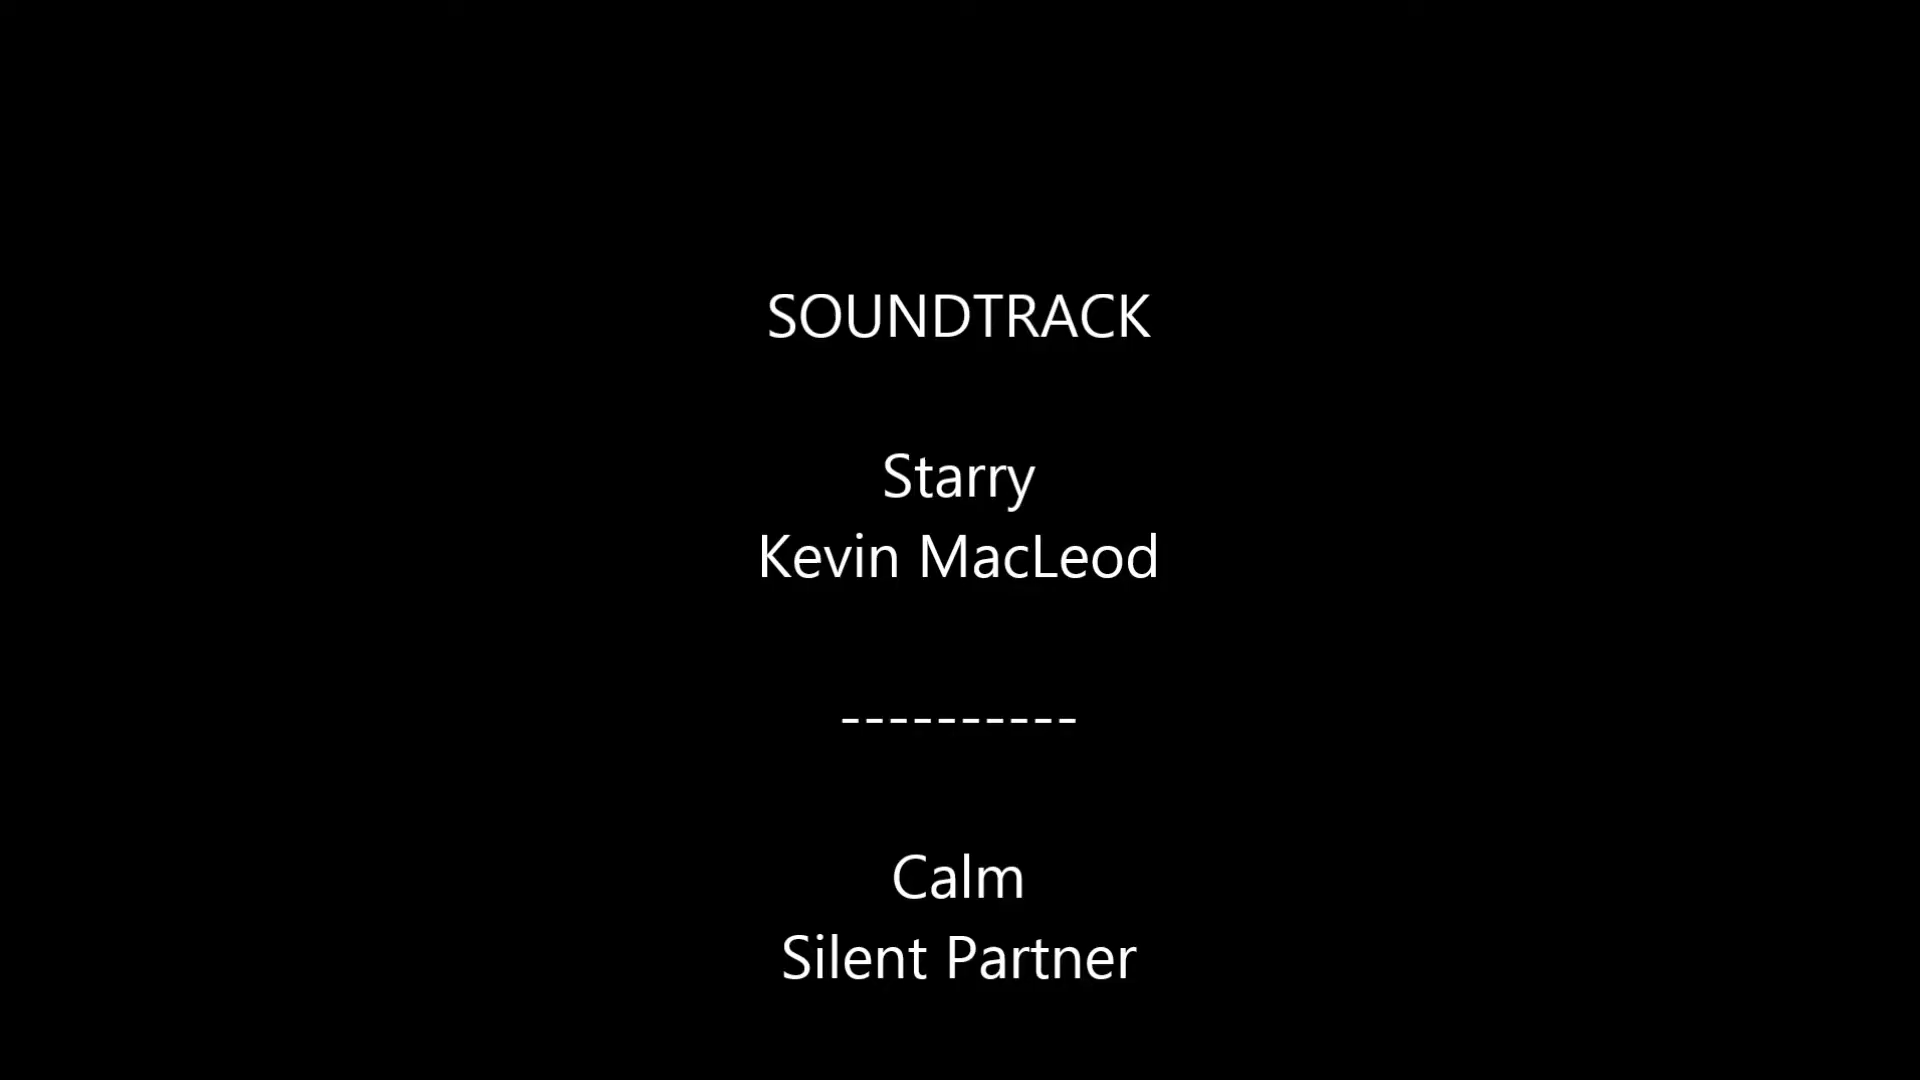 SOUNDTRACK
Starry
Kevin MacLeod
----------
Calm
Silent Partner